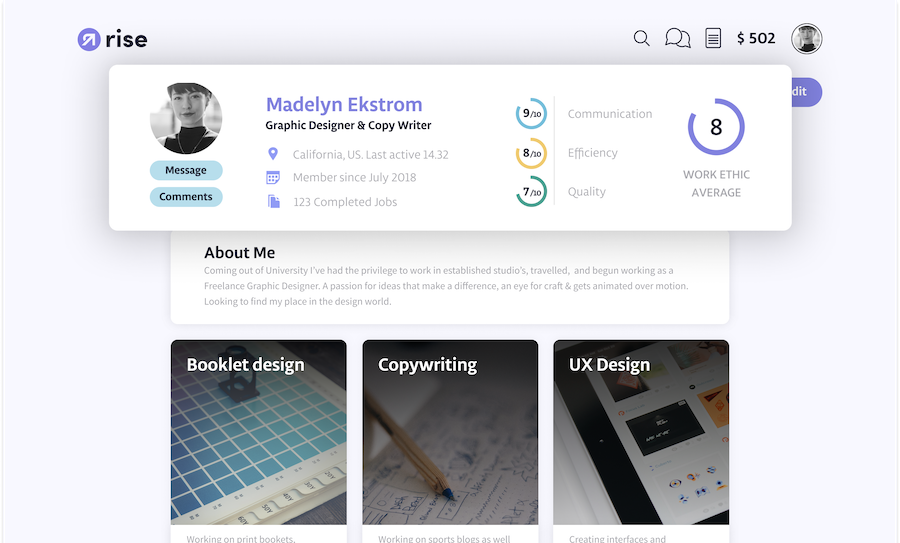 rise
$ 502
dit
Madelyn Ekstrom
Graphic Designer & Copy Writer
California, US. Last active 14.32
Member since July 2018
123 Completed Jobs
Message
Comments
9/10 Communication
8/10 Efficiency
7/10 Quality
8
WORK ETHIC
AVERAGE
About Me
Coming out of University I've had the privilege to work in established studio's, travelled, and begun working as a
Freelance Graphic Designer. A passion for ideas that make a difference, an eye for craft & gets animated over motion.
Looking to find my place in the design world.
Booklet design
Copywriting
UX Design
Working on print bookets,
Working on sports blogs as well
Creating interfaces and